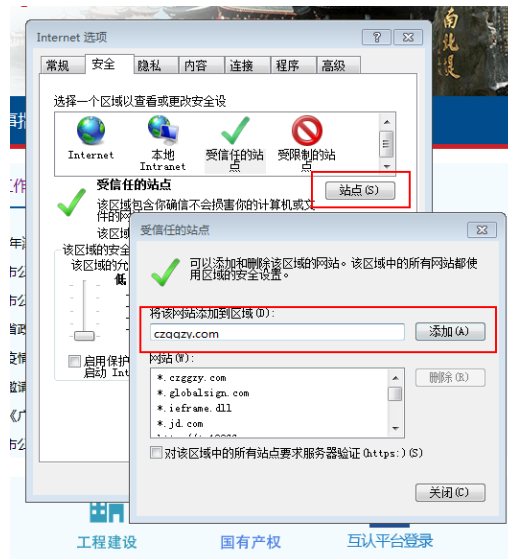 南
北
Internet 选项
常规 安全 隐私 内容 连接 程序 高级
选择一个区域以查看或更改安全设
Internet
本地
Intranet
受信任的站
点
受限制的站
点
受信任的站点
站点(S)
该区域包含你确信不会损害你的计算机或文
件的网
该区域
该区域的安全
该区域的允
低
启用保护
启动 Int
受信任的站点
可以添加和删除该区域的网站。该区域中的所有网站都使
用区域的安全设置。
将该网站添加到区域(D):
czggzy.com
添加(A)
网站(W):
*.czggzy.com
*.globalsign.com
*.ieframe.dll
*.jd.com
删除(R)
对该区域中的所有站点要求服务器验证(https:)(S)
关闭(C)
工程建设
国有产权
互认平台登录